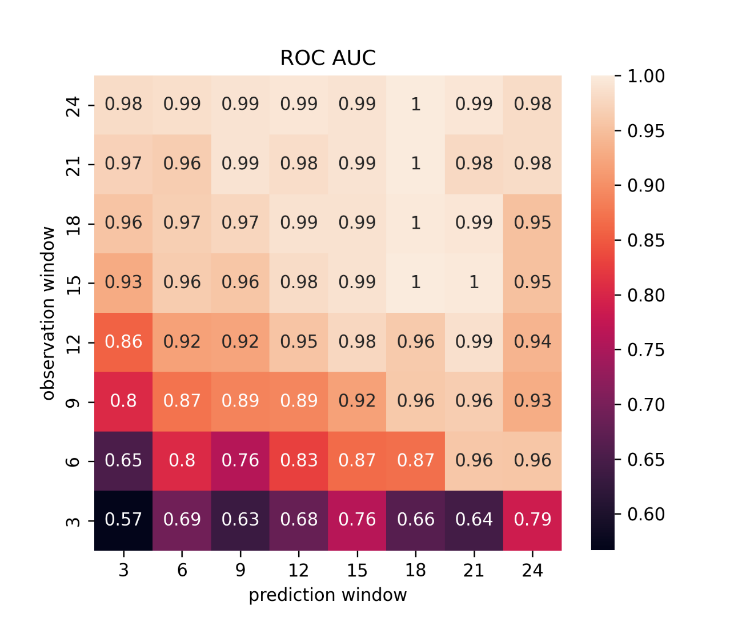 ROC AUC
24 0.98 0.99 0.99 0.99 0.99 1 0.99 0.98
21 0.97 0.96 0.99 0.98 0.99 1 0.98 0.98
18 0.96 0.97 0.97 0.99 0.99 1 0.99 0.95
15 0.93 0.96 0.96 0.98 0.99 1 1 0.95
12 0.86 0.92 0.92 0.95 0.98 0.96 0.99 0.94
9 0.8 0.87 0.89 0.89 0.92 0.96 0.96 0.93
6 0.65 0.8 0.76 0.83 0.87 0.87 0.96 0.96
3 0.57 0.69 0.63 0.68 0.76 0.66 0.64 0.79
3 6 9 12 15 18 21 24
prediction window
observation window
1.00
0.95
0.90
0.85
0.80
0.75
0.70
0.65
0.60